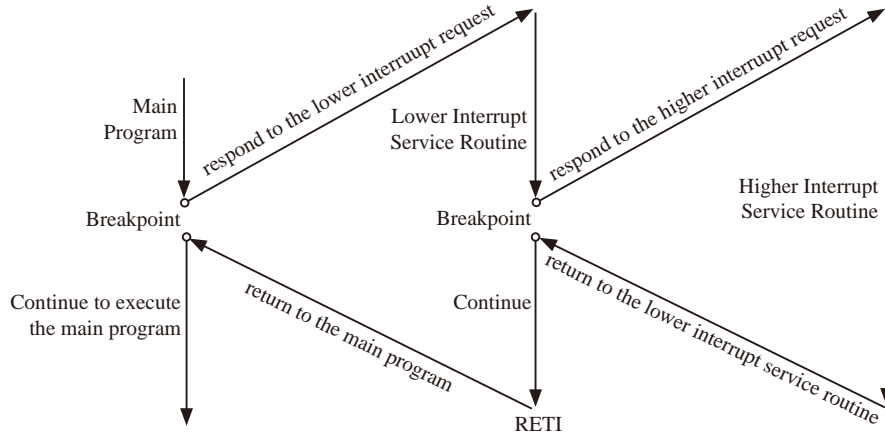 respond to the lower interruupt request
respond to the higher interruupt request
Main
Program
Lower Interrupt
Service Routine
Higher Interrupt
Service Routine
Breakpoint
Breakpoint
Continue to execute
the main program
return to the main program
Continue
return to the lower interrupt service routine
RETI